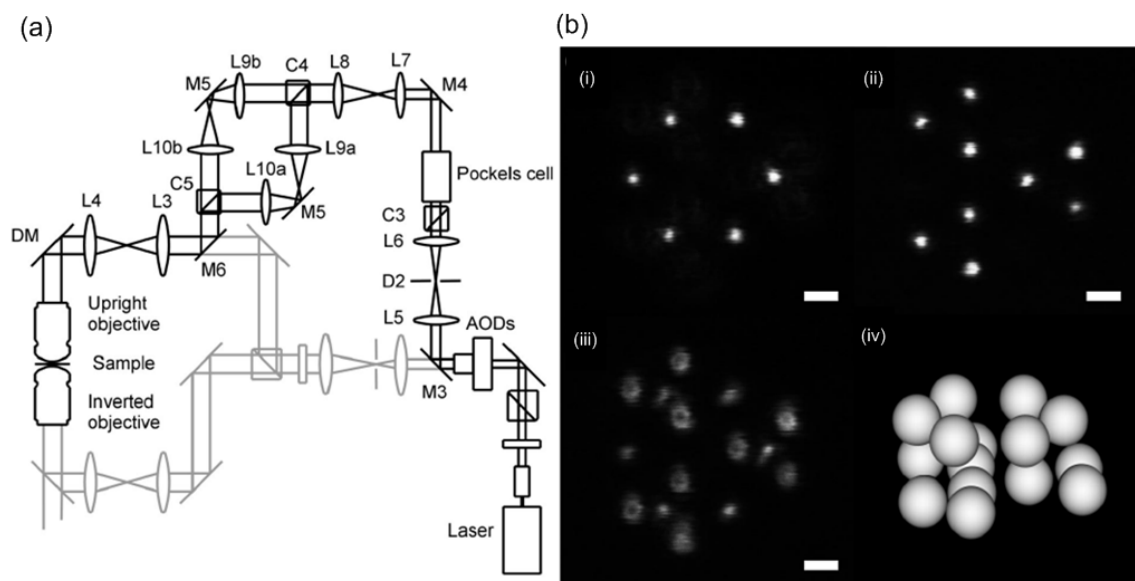 (a)
(b)
L9b
C4
L8
L7
M5
M4
L10b
L9a
L10a
Pockels cell
C5
M5
C3
L4
L3
L6
DM
M6
D2
Upright
objective
L5
AODs
Sample
M3
Inverted
objective
Laser
(i)
(ii)
(iii)
(iv)